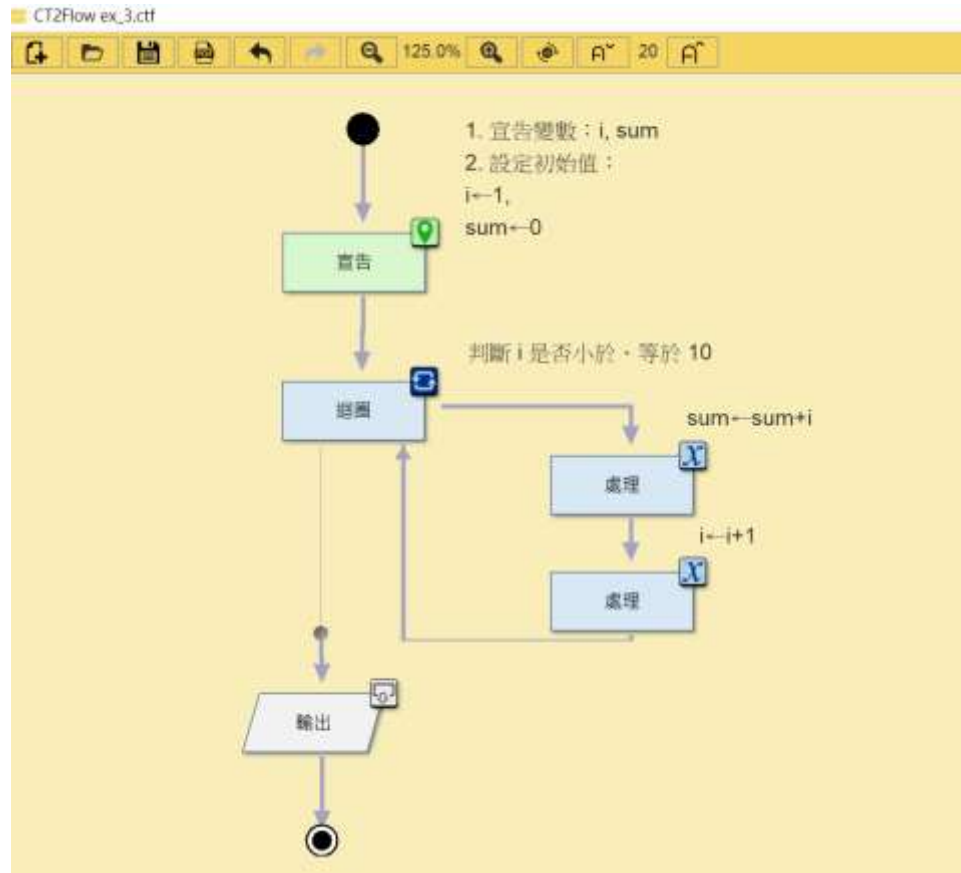 CT2Flow ex_3.ctf
125.0%
20
1. 宣告變數：i, sum
2. 設定初始值：
i←1,
sum←0
宣告
判斷 i 是否小於、等於 10
迴圈
sum←sum+i
處理
i←i+1
處理
輸出